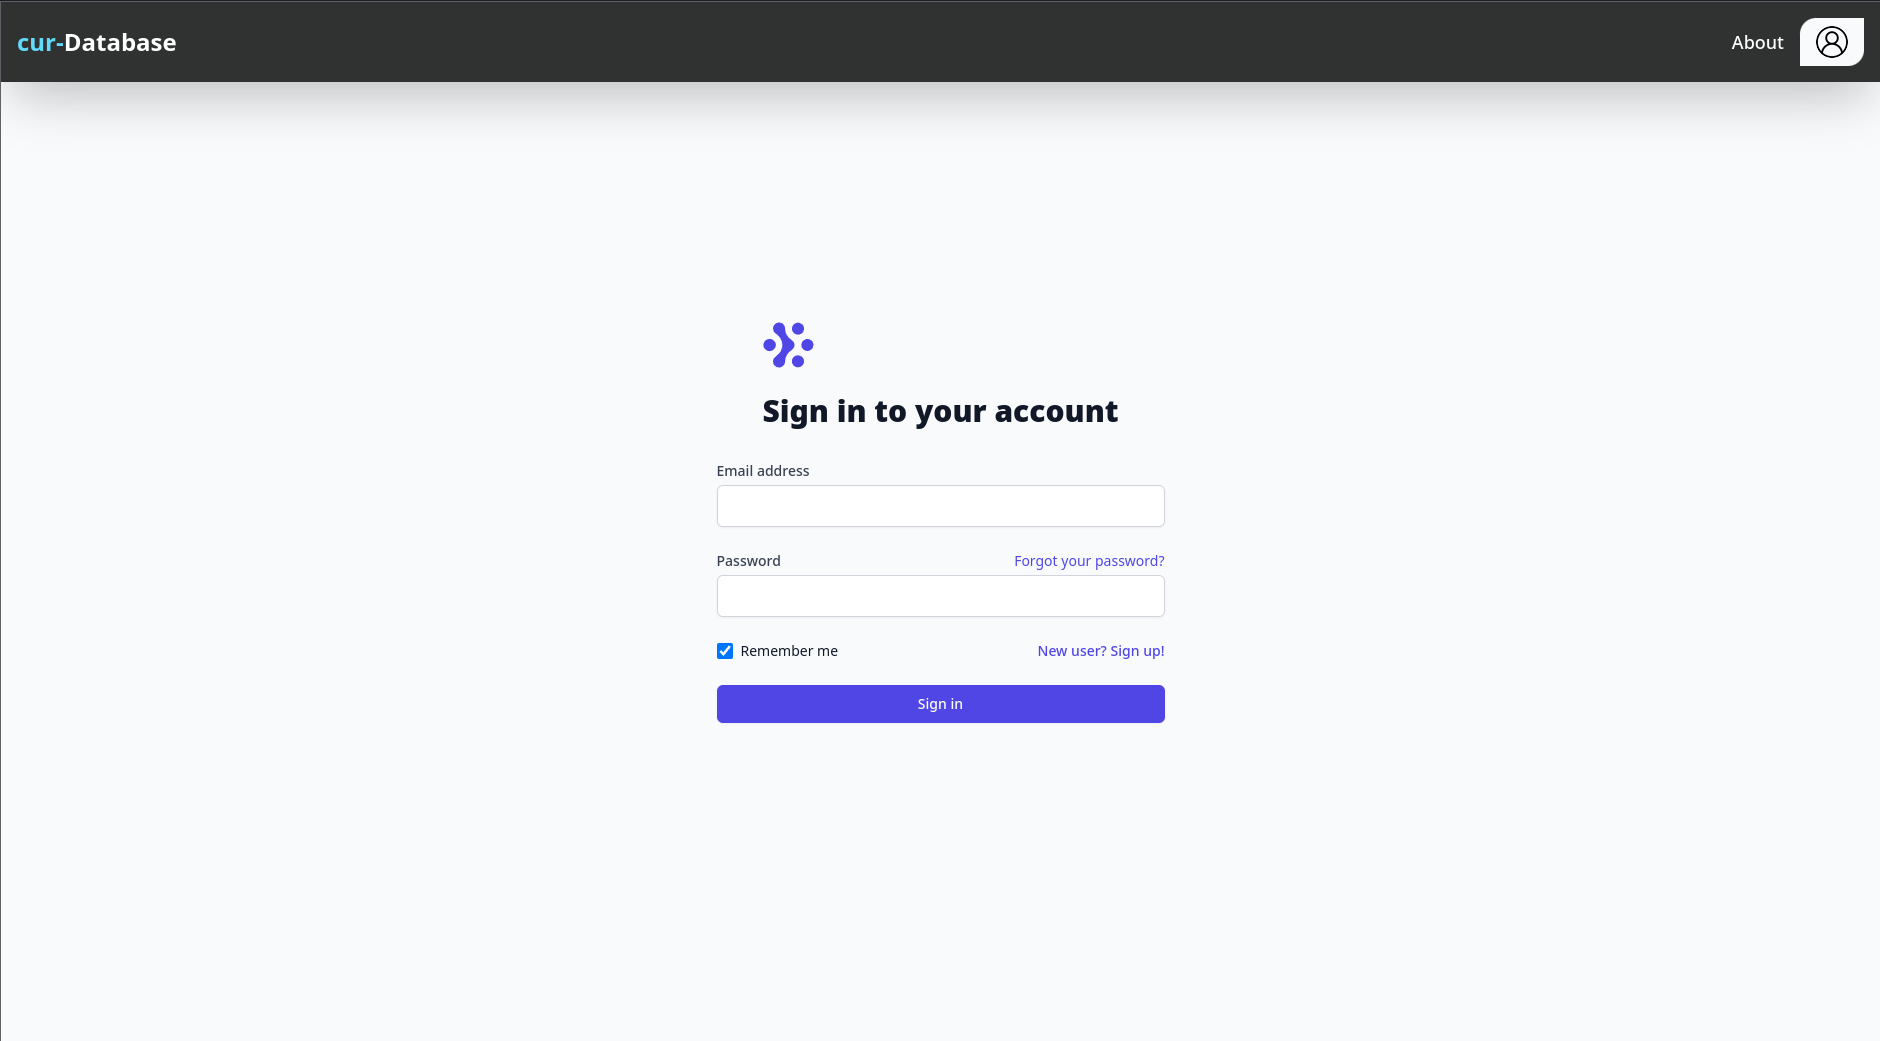 cur-Database
About
Sign in to your account
Email address
Password
Forgot your password?
Remember me
New user? Sign up!
Sign in